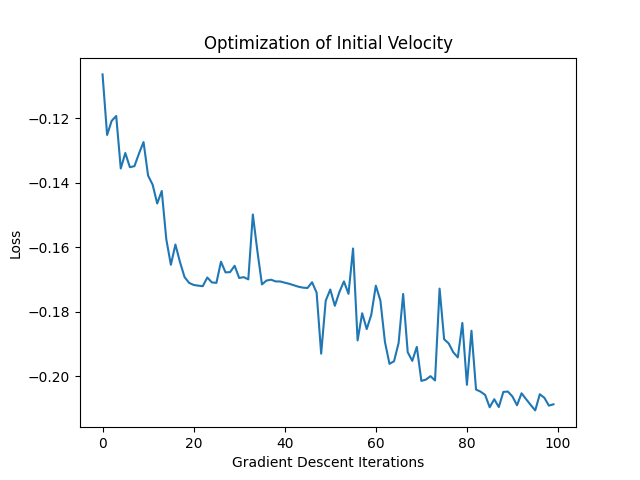 Optimization of Initial Velocity
−0.12
−0.14
−0.16
−0.18
−0.20
Loss
0 20 40 60 80 100
Gradient Descent Iterations